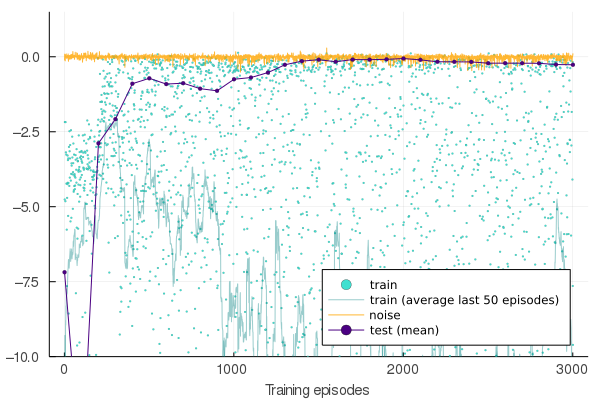 0.0
−2.5
−5.0
−7.5
−10.0
train
train (average last 50 episodes)
noise
test (mean)
0 1000 2000 3000
Training episodes